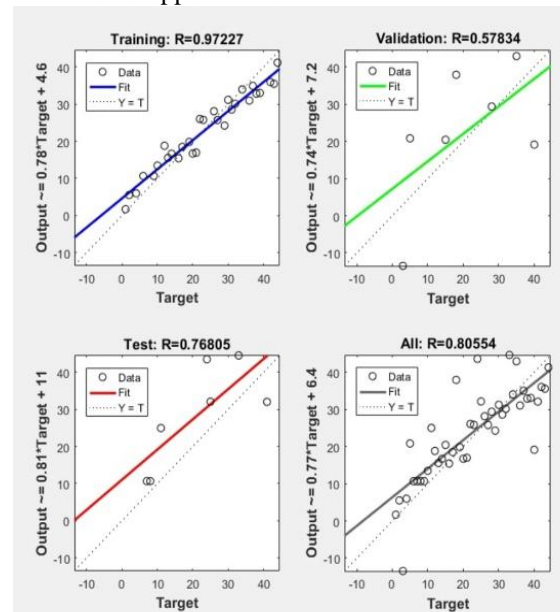 Training: R=0.97227
Output ~= 0.78*Target + 4.6
Data
Fit
Y = T
40
30
20
10
0
-10
-10 0 10 20 30 40
Target
Validation: R=0.57834
Output ~= 0.74*Target + 7.2
Data
Fit
Y = T
40
30
20
10
0
-10
-10 0 10 20 30 40
Target
Test: R=0.76805
Output ~= 0.81*Target + 11
Data
Fit
Y = T
40
30
20
10
0
-10
-10 0 10 20 30 40
Target
All: R=0.80554
Output ~= 0.77*Target + 6.4
Data
Fit
Y = T
40
30
20
10
0
-10
-10 0 10 20 30 40
Target